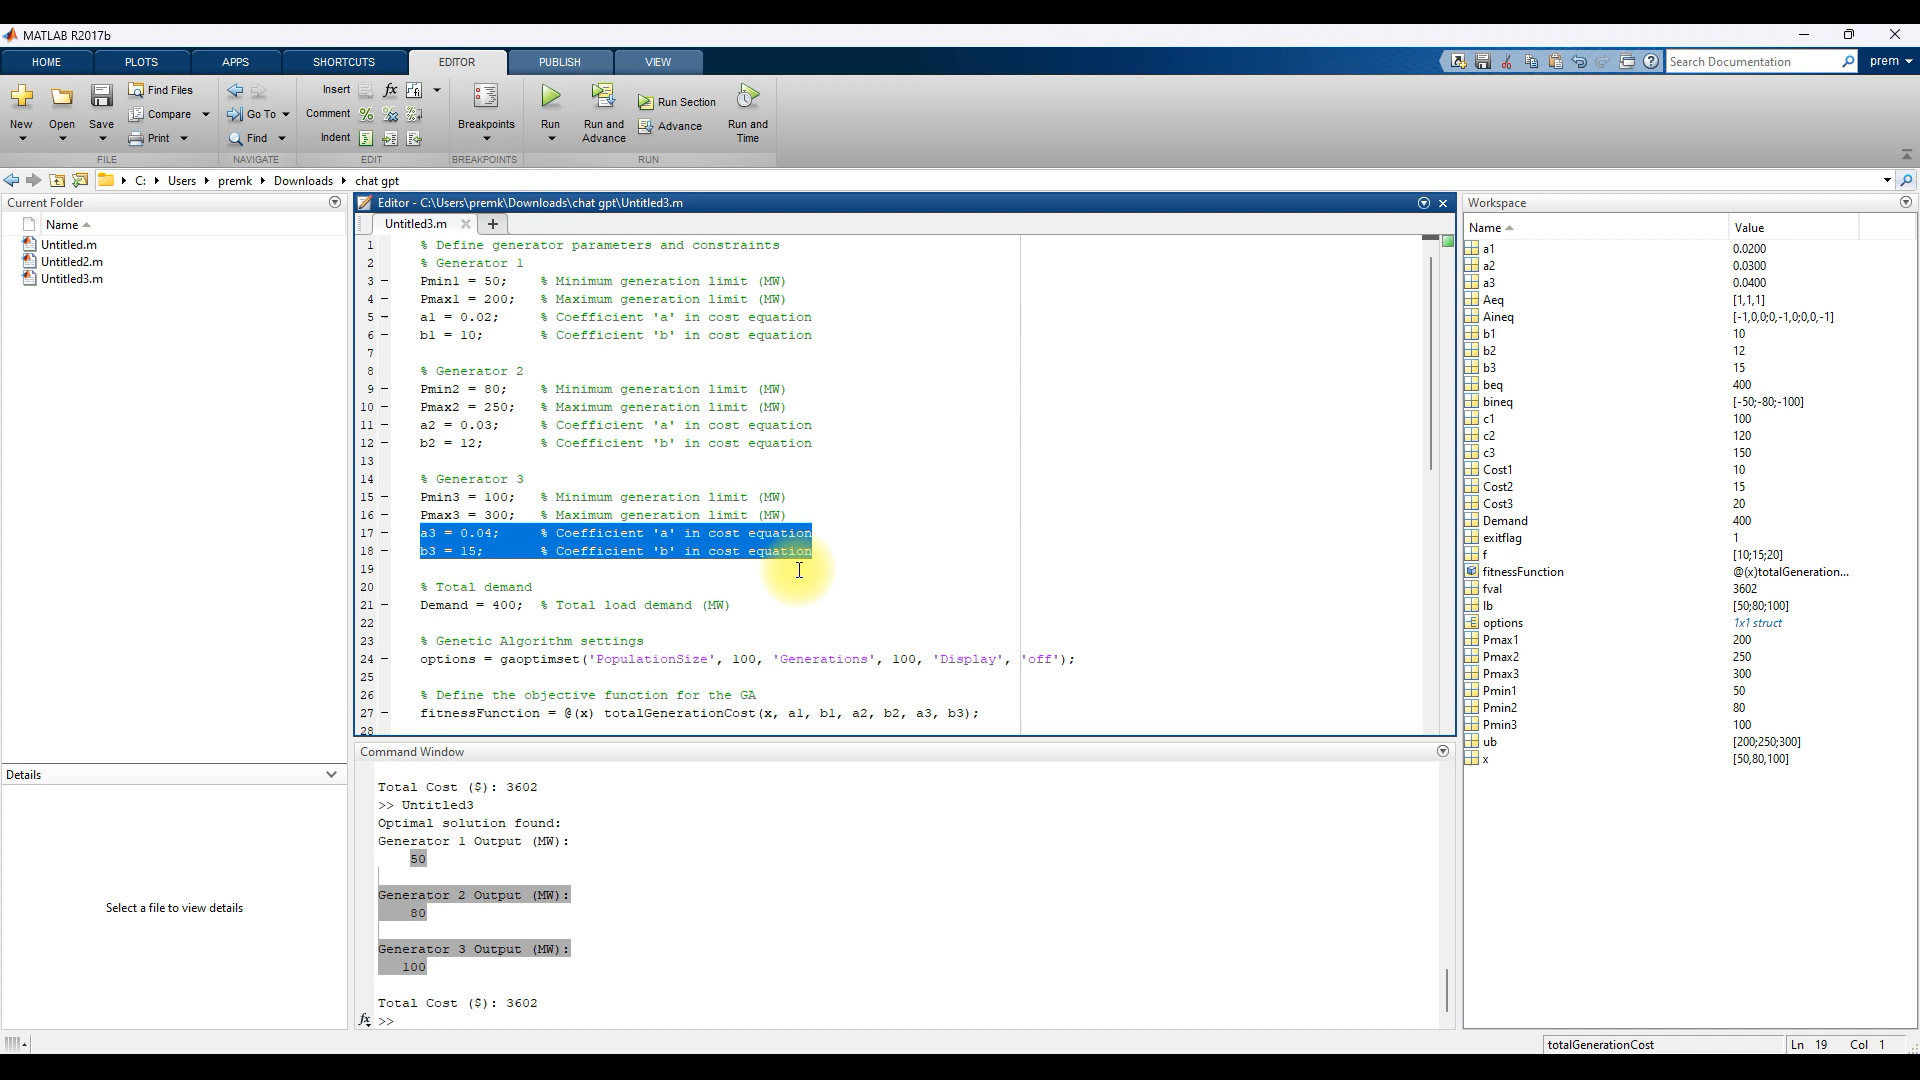 MATLAB R2017b
HOME PLOTS APPS SHORTCUTS EDITOR PUBLISH VIEW
Search Documentation prem
New Open Save Find Files Compare Print
Go To Find
Insert fx
Comment
Indent
Breakpoints
Run Run and Advance Run Section Advance Run and Time
FILE NAVIGATE EDIT BREAKPOINTS RUN
C: Users premk Downloads chat gpt
Current Folder
Name
Untitled.m
Untitled2.m
Untitled3.m
Details
Select a file to view details
Editor - C:\Users\premk\Downloads\chat gpt\Untitled3.m
Untitled3.m
1 % Define generator parameters and constraints
2 % Generator 1
3 - Pmin1 = 50; % Minimum generation limit (MW)
4 - Pmax1 = 200; % Maximum generation limit (MW)
5 - a1 = 0.02; % Coefficient 'a' in cost equation
6 - b1 = 10; % Coefficient 'b' in cost equation
7
8 % Generator 2
9 - Pmin2 = 80; % Minimum generation limit (MW)
10 - Pmax2 = 250; % Maximum generation limit (MW)
11 - a2 = 0.03; % Coefficient 'a' in cost equation
12 - b2 = 12; % Coefficient 'b' in cost equation
13
14 % Generator 3
15 - Pmin3 = 100; % Minimum generation limit (MW)
16 - Pmax3 = 300; % Maximum generation limit (MW)
17 - a3 = 0.04; % Coefficient 'a' in cost equation
18 - b3 = 15; % Coefficient 'b' in cost equation
19
20 % Total demand
21 - Demand = 400; % Total load demand (MW)
22
23 % Genetic Algorithm settings
24 - options = gaoptimset('PopulationSize', 100, 'Generations', 100, 'Display', 'off');
25
26 % Define the objective function for the GA
27 - fitnessFunction = @(x) totalGenerationCost(x, a1, b1, a2, b2, a3, b3);
28
Command Window
Total Cost ($): 3602
>> Untitled3
Optimal solution found:
Generator 1 Output (MW):
50
Generator 2 Output (MW):
80
Generator 3 Output (MW):
100
Total Cost ($): 3602
fx >>
Workspace
Name Value
a1 0.0200
a2 0.0300
a3 0.0400
Aeq [1,1,1]
Aineq [-1,0,0;0,-1,0;0,0,-1]
b1 10
b2 12
b3 15
beq 400
bineq [-50;-80;-100]
c1 100
c2 120
c3 150
Cost1 10
Cost2 15
Cost3 20
Demand 400
exitflag 1
f [10;15;20]
fitnessFunction @(x)totalGeneration...
fval 3602
lb [50;80;100]
options 1x1 struct
Pmax1 200
Pmax2 250
Pmax3 300
Pmin1 50
Pmin2 80
Pmin3 100
ub [200;250;300]
x [50,80,100]
totalGenerationCost Ln 19 Col 1